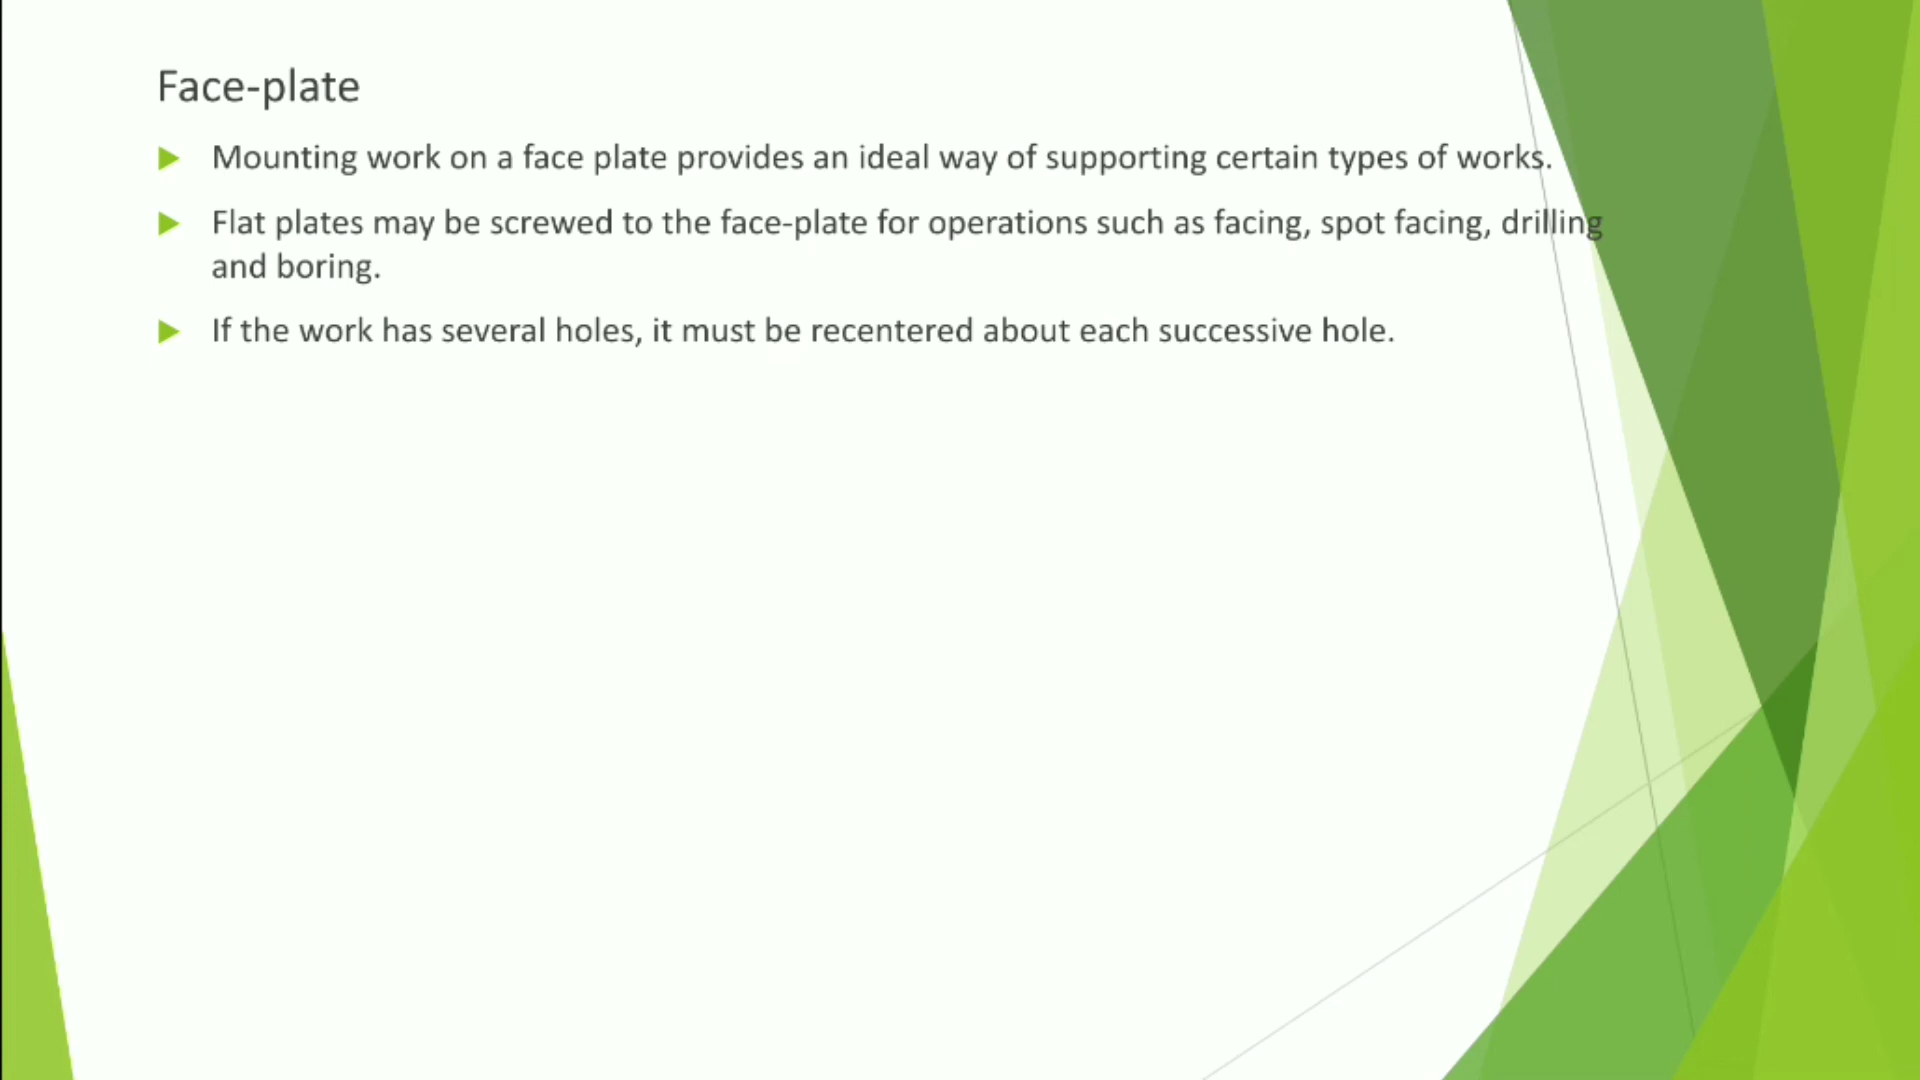 Face-plate
Mounting work on a face plate provides an ideal way of supporting certain types of works.
Flat plates may be screwed to the face-plate for operations such as facing, spot facing, drilling
and boring.
If the work has several holes, it must be recentered about each successive hole.